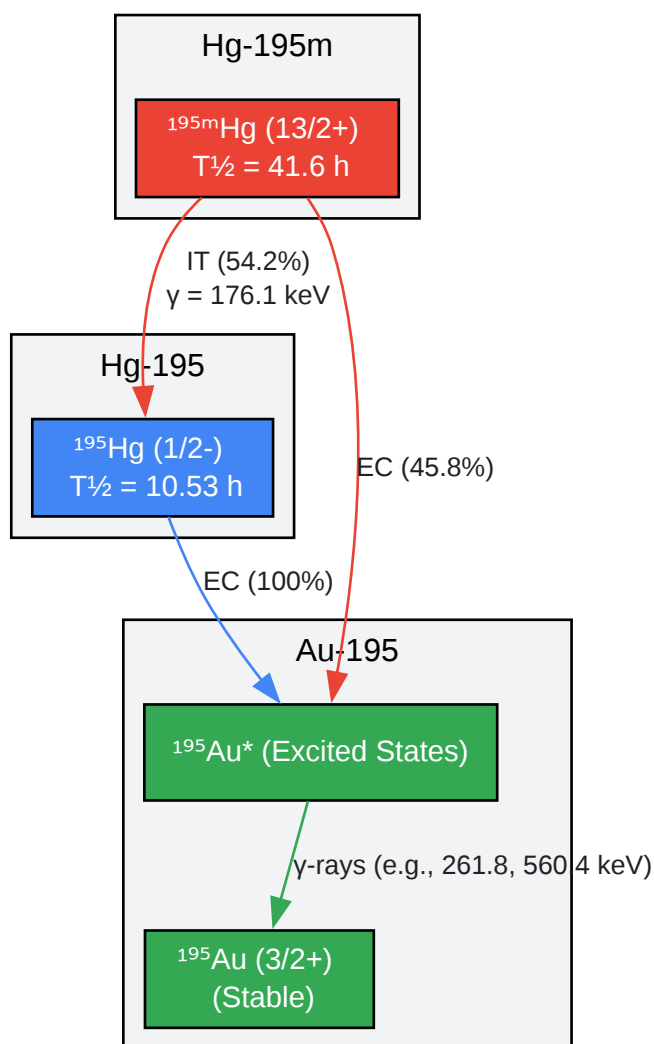 Hg-195m
¹⁹⁵ᵐHg (13/2+)
T½ = 41.6 h
IT (54.2%)
γ = 176.1 keV
Hg-195
¹⁹⁵Hg (1/2-)
T½ = 10.53 h
EC (45.8%)
EC (100%)
Au-195
¹⁹⁵Au* (Excited States)
γ-rays (e.g., 261.8, 560.4 keV)
¹⁹⁵Au (3/2+)
(Stable)